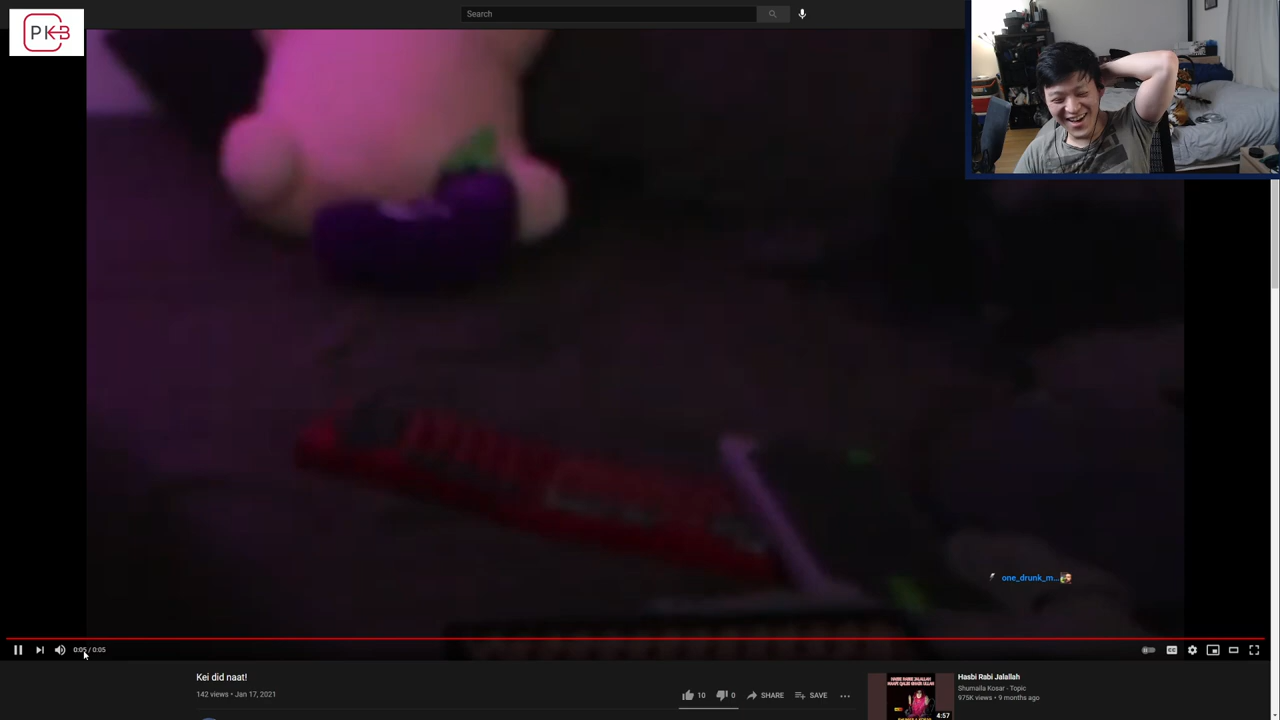 Search
PKB
one_drunk_m...
0:05 / 0:05
CC
Kei did naat!
142 views • Jan 17, 2021
10
0
SHARE
SAVE
Hasbi Rabi Jalallah
Shumaila Kosar - Topic
975K views • 9 months ago
4:57